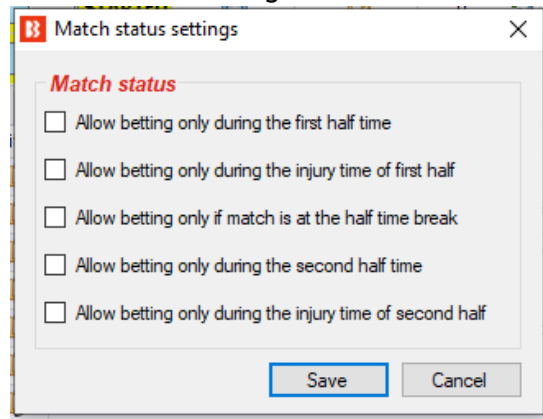 STARTED
Match status settings
Match status
Allow betting only during the first half time
Allow betting only during the injury time of first half
Allow betting only if match is at the half time break
Allow betting only during the second half time
Allow betting only during the injury time of second half
Save Cancel